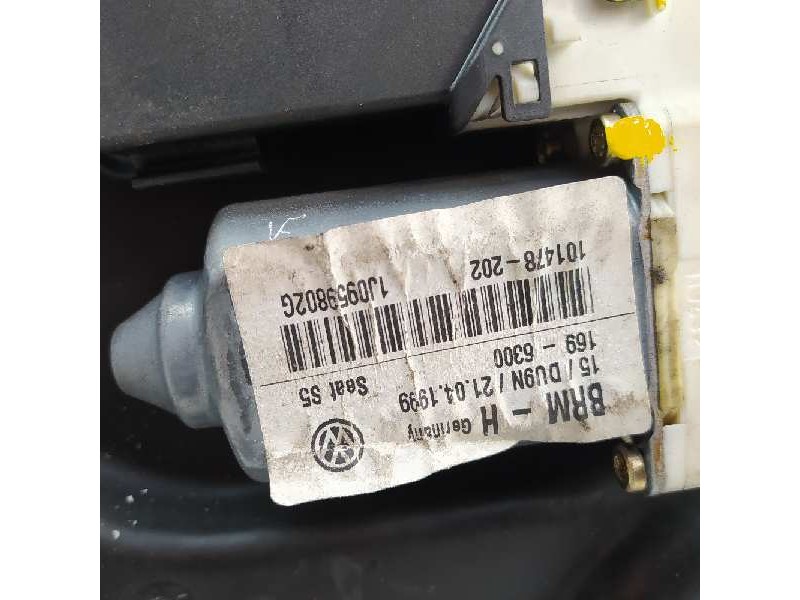 BRM - H Germany
15 / DU9N / 21.04.1999
169 - 6300 Seat S5
101478-202 1J0959802G